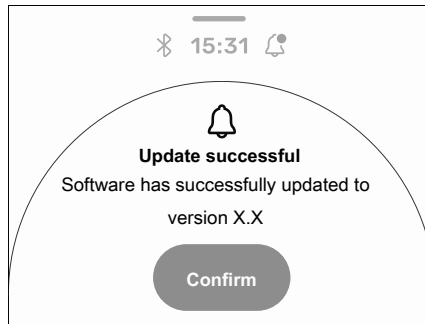 15:31
Update successful
Software has successfully updated to
version X.X
Confirm